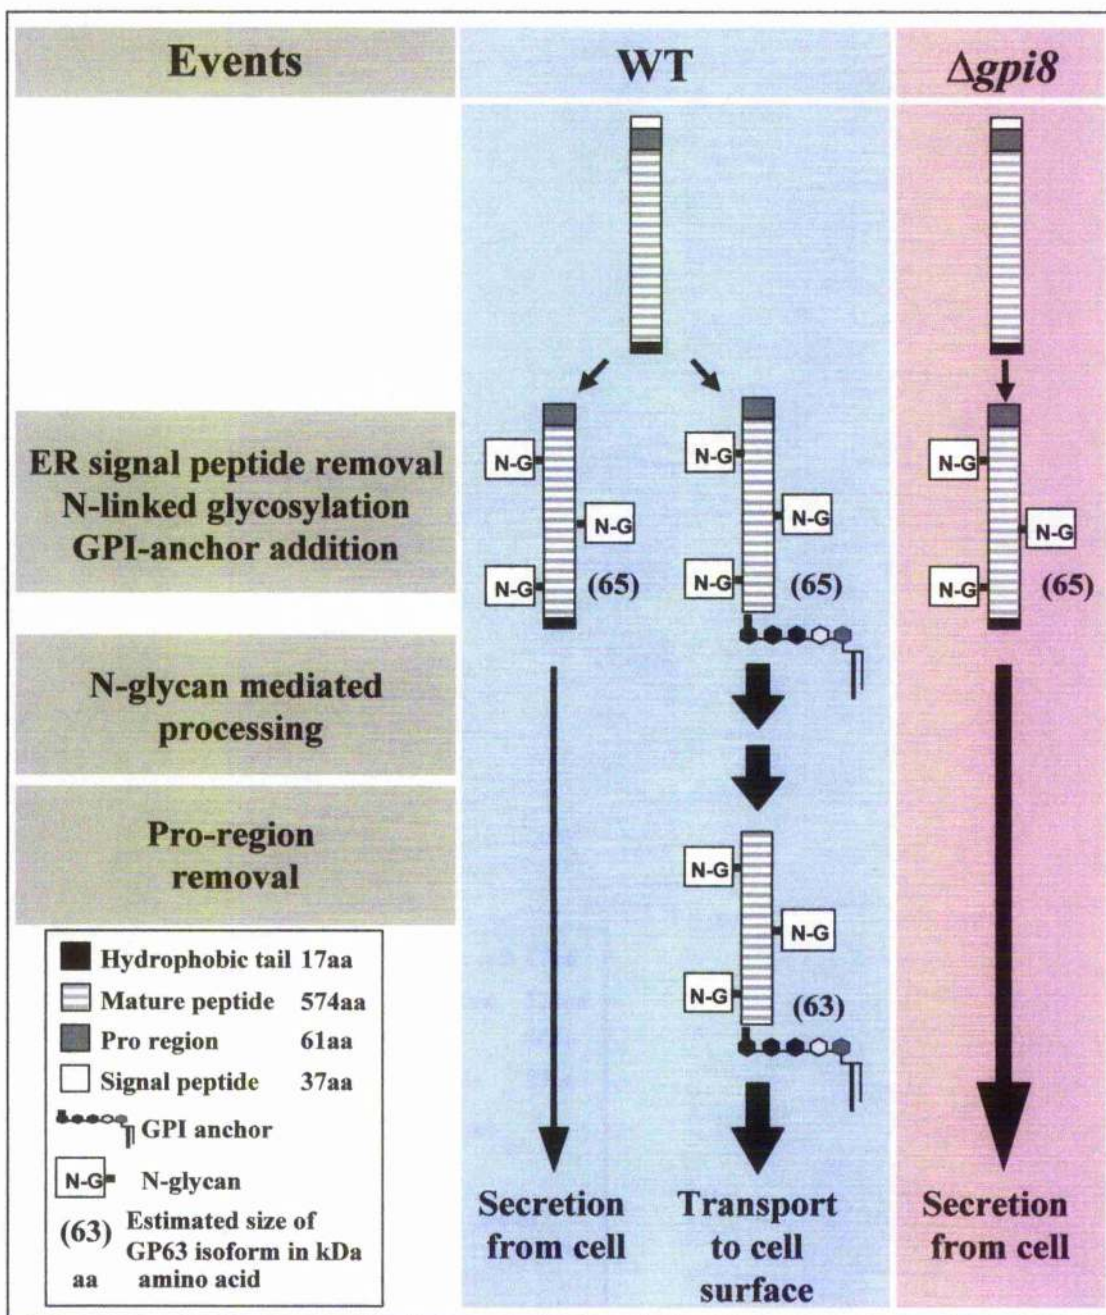 Events
WT
Δgpi8
ER signal peptide removal
N-linked glycosylation
GPI-anchor addition
N-G
N-G
N-G
(65)
N-G
N-G
N-G
(65)
N-G
N-G
N-G
(65)
N-glycan mediated
processing
Pro-region
removal
N-G
N-G
N-G
(63)
Hydrophobic tail 17aa
Mature peptide 574aa
Pro region 61aa
Signal peptide 37aa
GPI anchor
N-G N-glycan
(63) Estimated size of
GP63 isoform in kDa
aa amino acid
Secretion
from cell
Transport
to cell
surface
Secretion
from cell